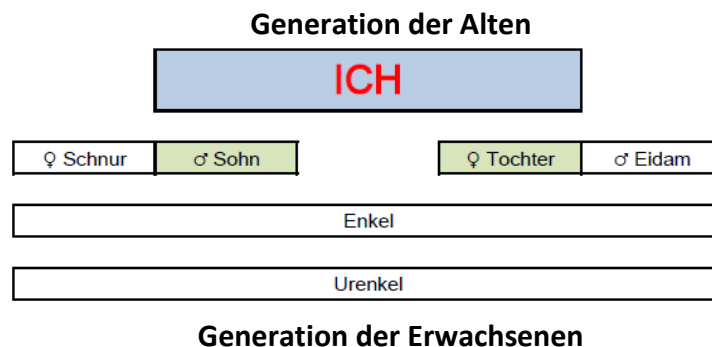 Generation der Alten
ICH
♀ Schnur ♂ Sohn ♀ Tochter ♂ Eidam
Enkel
Urenkel
Generation der Erwachsenen